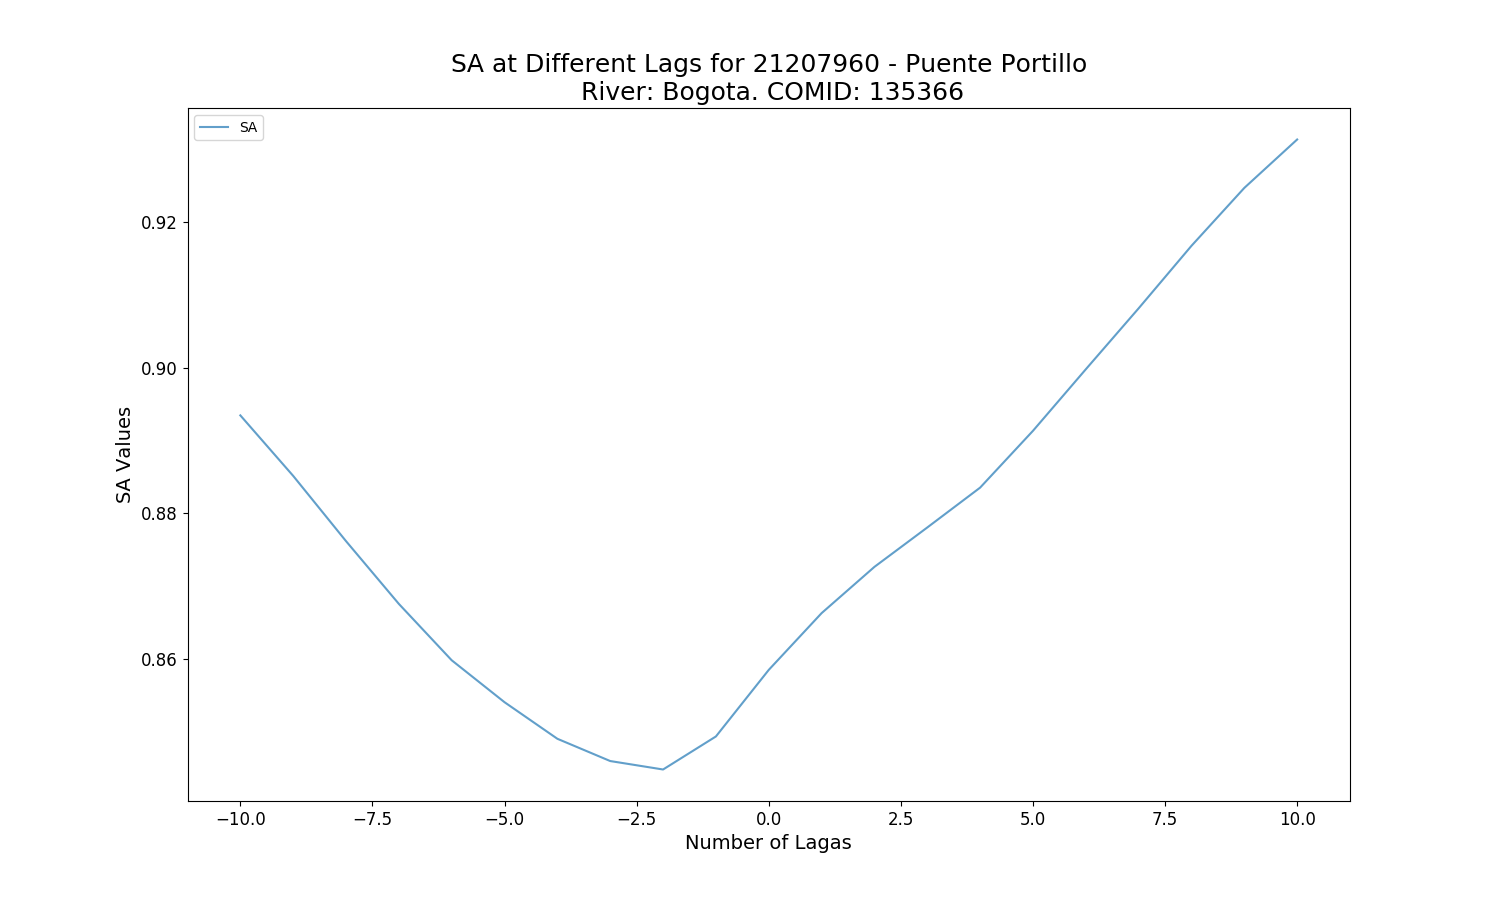 SA at Different Lags for 21207960 - Puente Portillo
River: Bogota. COMID: 135366
SA
0.92
0.90
0.88
0.86
SA Values
−10.0 −7.5 −5.0 −2.5 0.0 2.5 5.0 7.5 10.0
Number of Lagas